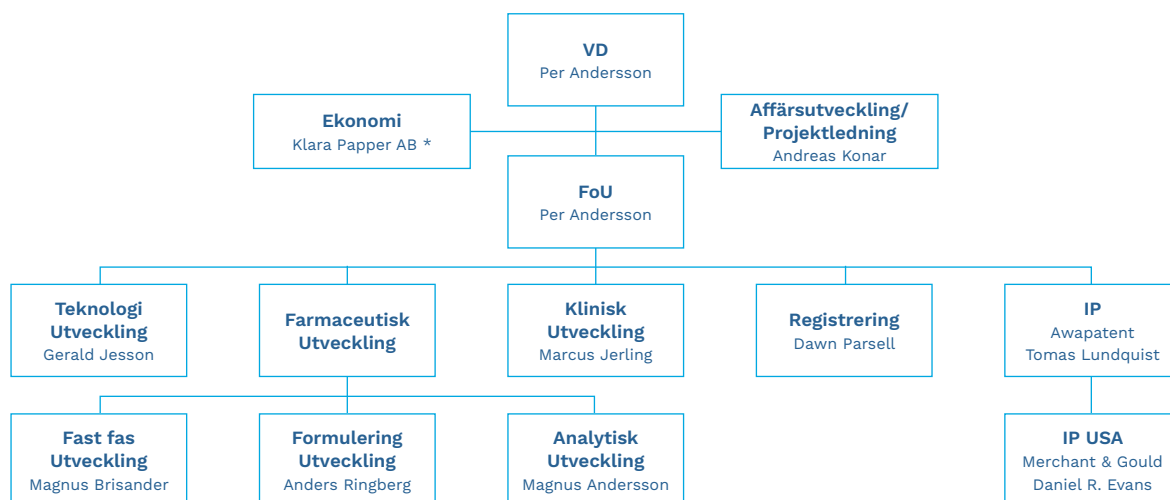 VD
Per Andersson
Ekonomi
Klara Papper AB *
Affärsutveckling/
Projektledning
Andreas Konar
FoU
Per Andersson
Teknologi
Utveckling
Gerald Jesson
Farmaceutisk
Utveckling
Klinisk
Utveckling
Marcus Jerling
Registrering
Dawn Parsell
IP
Awapatent
Tomas Lundquist
Fast fas
Utveckling
Magnus Brisander
Formulering
Utveckling
Anders Ringberg
Analytisk
Utveckling
Magnus Andersson
IP USA
Merchant & Gould
Daniel R. Evans